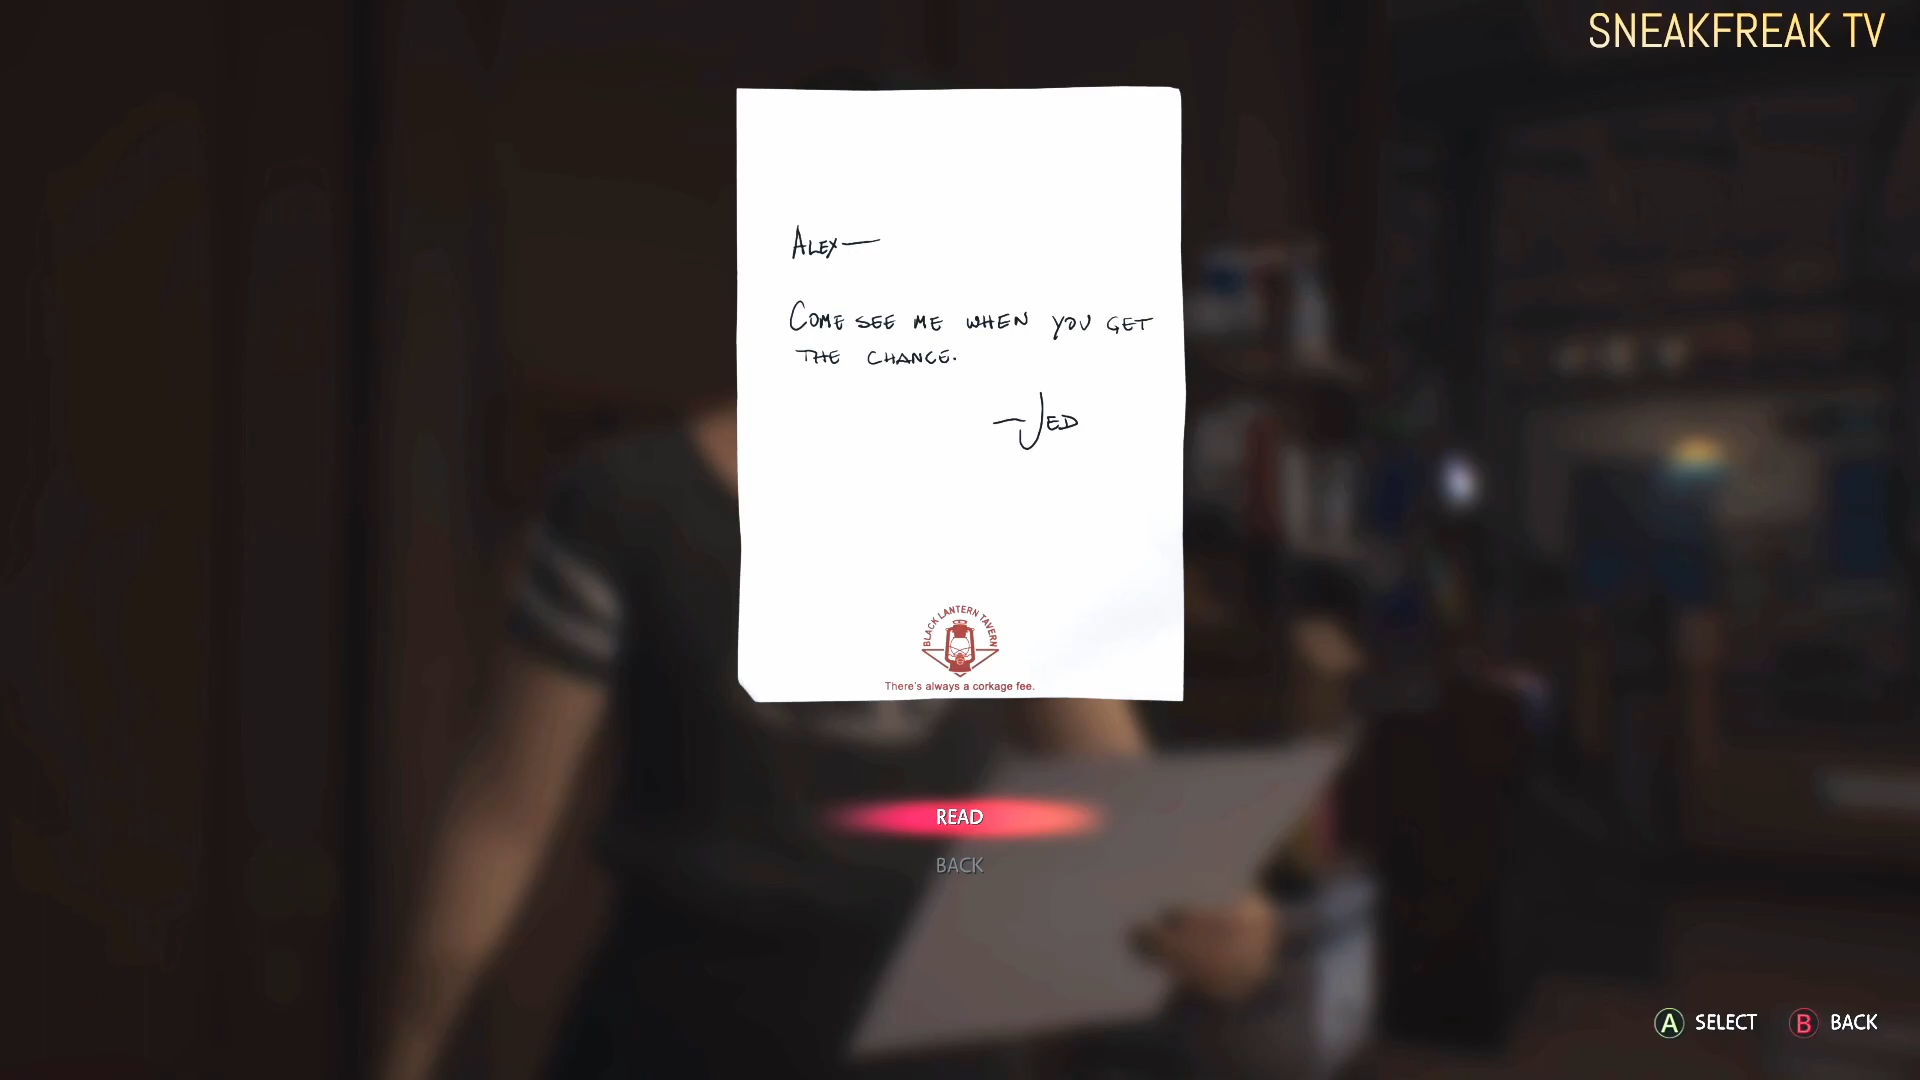 SNEAKFREAK TV
ALEX—
COME SEE ME WHEN YOU GET
THE CHANCE.
—JED
BLACK LANTERN TAVERN
There's always a corkage fee.
READ
BACK
A SELECT B BACK